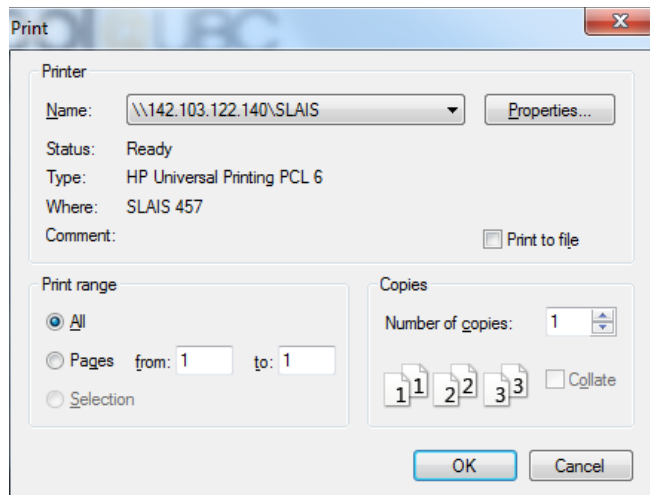 Print
Printer
Name: \\142.103.122.140\SLAIS Properties...
Status: Ready
Type: HP Universal Printing PCL 6
Where: SLAIS 457
Comment: Print to file
Print range
All
Pages from: 1 to: 1
Selection
Copies
Number of copies: 1
1 1 2 2 3 3 Collate
OK Cancel